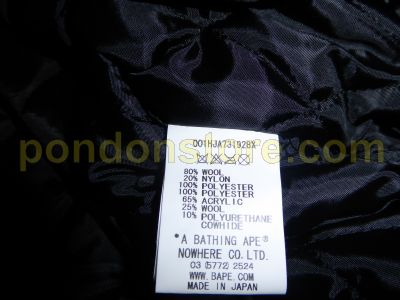 001HJA731928X
pondonstore.com
80% WOOL
20% NYLON
100% POLYESTER
100% POLYESTER
65% ACRYLIC
25% WOOL
10% POLYURETHANE
COWHIDE
"A BATHING APE®
NOWHERE CO.LTD.
03 (5772) 2524
WWW.BAPE.COM
MADE IN JAPAN